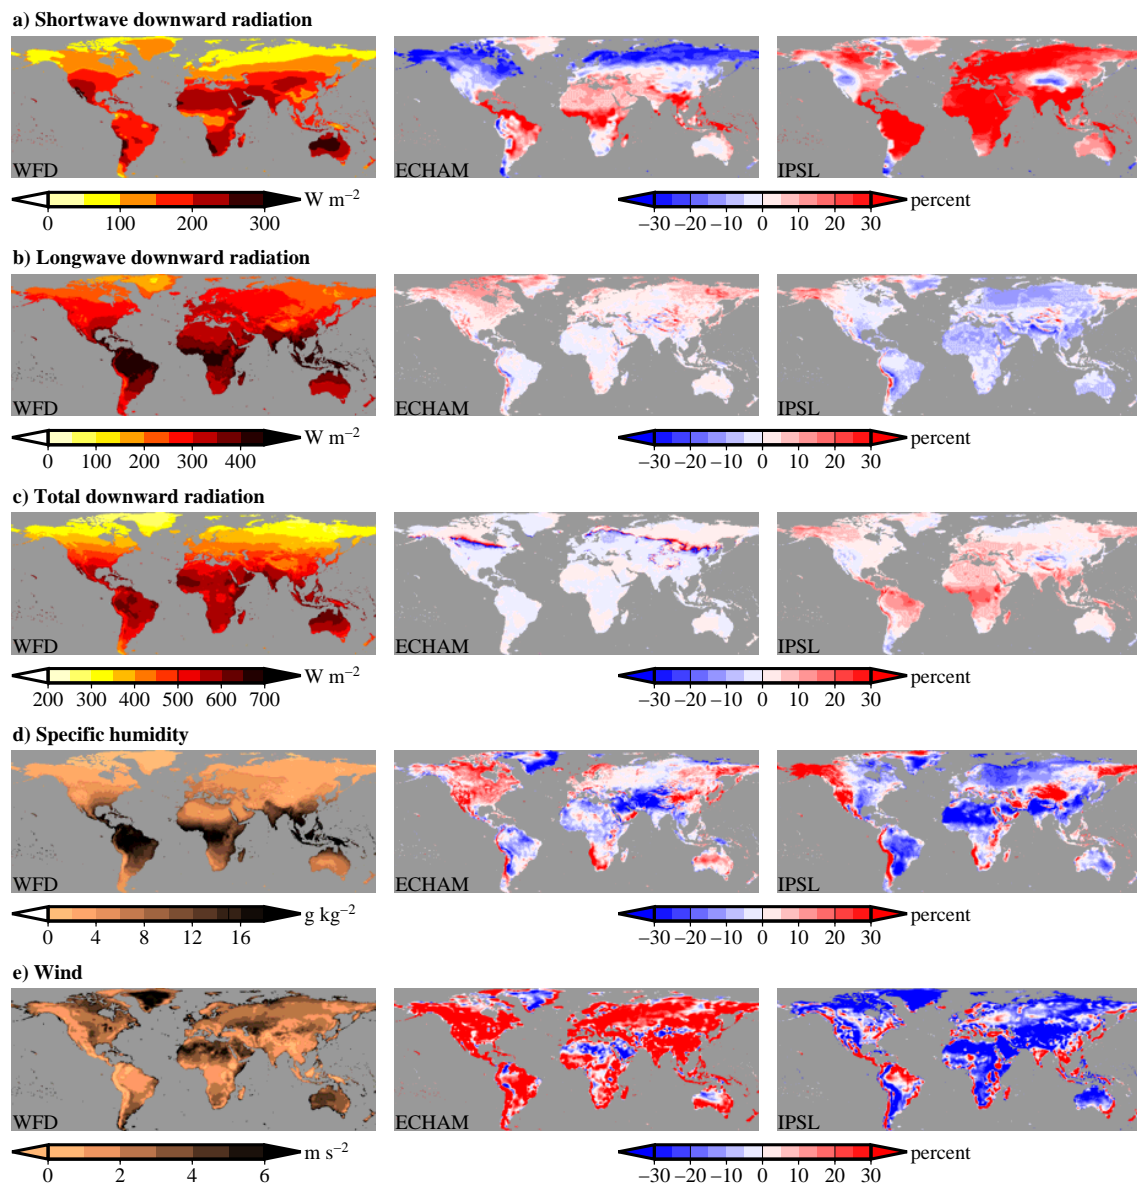 a) Shortwave downward radiation
WFD ECHAM IPSL
W m−2 percent
0 100 200 300 −30 −20 −10 0 10 20 30
b) Longwave downward radiation
WFD ECHAM IPSL
W m−2 percent
0 100 200 300 400 −30 −20 −10 0 10 20 30
c) Total downward radiation
WFD ECHAM IPSL
W m−2 percent
200 300 400 500 600 700 −30 −20 −10 0 10 20 30
d) Specific humidity
WFD ECHAM IPSL
g kg−2 percent
0 4 8 12 16 −30 −20 −10 0 10 20 30
e) Wind
WFD ECHAM IPSL
m s−2 percent
0 2 4 6 −30 −20 −10 0 10 20 30